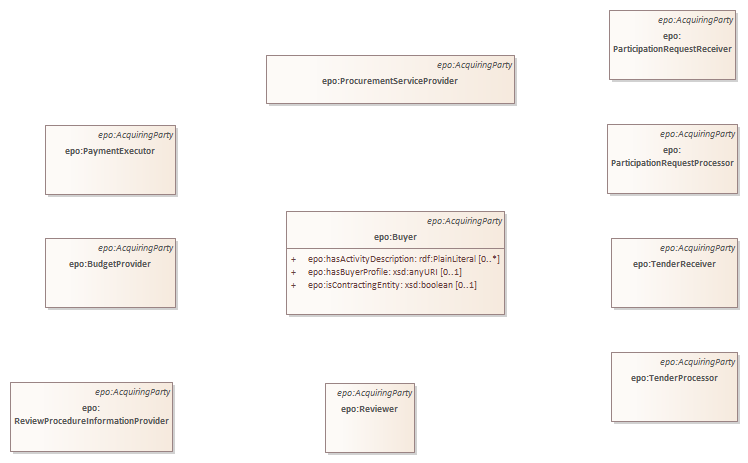 epo:AcquiringParty
epo:
ParticipationRequestReceiver
epo:AcquiringParty
epo:ProcurementServiceProvider
epo:AcquiringParty
epo:PaymentExecutor
epo:AcquiringParty
epo:
ParticipationRequestProcessor
epo:AcquiringParty
epo:Buyer
+ epo:hasActivityDescription: rdf:PlainLiteral [0..*]
+ epo:hasBuyerProfile: xsd:anyURI [0..1]
+ epo:isContractingEntity: xsd:boolean [0..1]
epo:AcquiringParty
epo:BudgetProvider
epo:AcquiringParty
epo:TenderReceiver
epo:AcquiringParty
epo:TenderProcessor
epo:AcquiringParty
epo:
ReviewProcedureInformationProvider
epo:AcquiringParty
epo:Reviewer